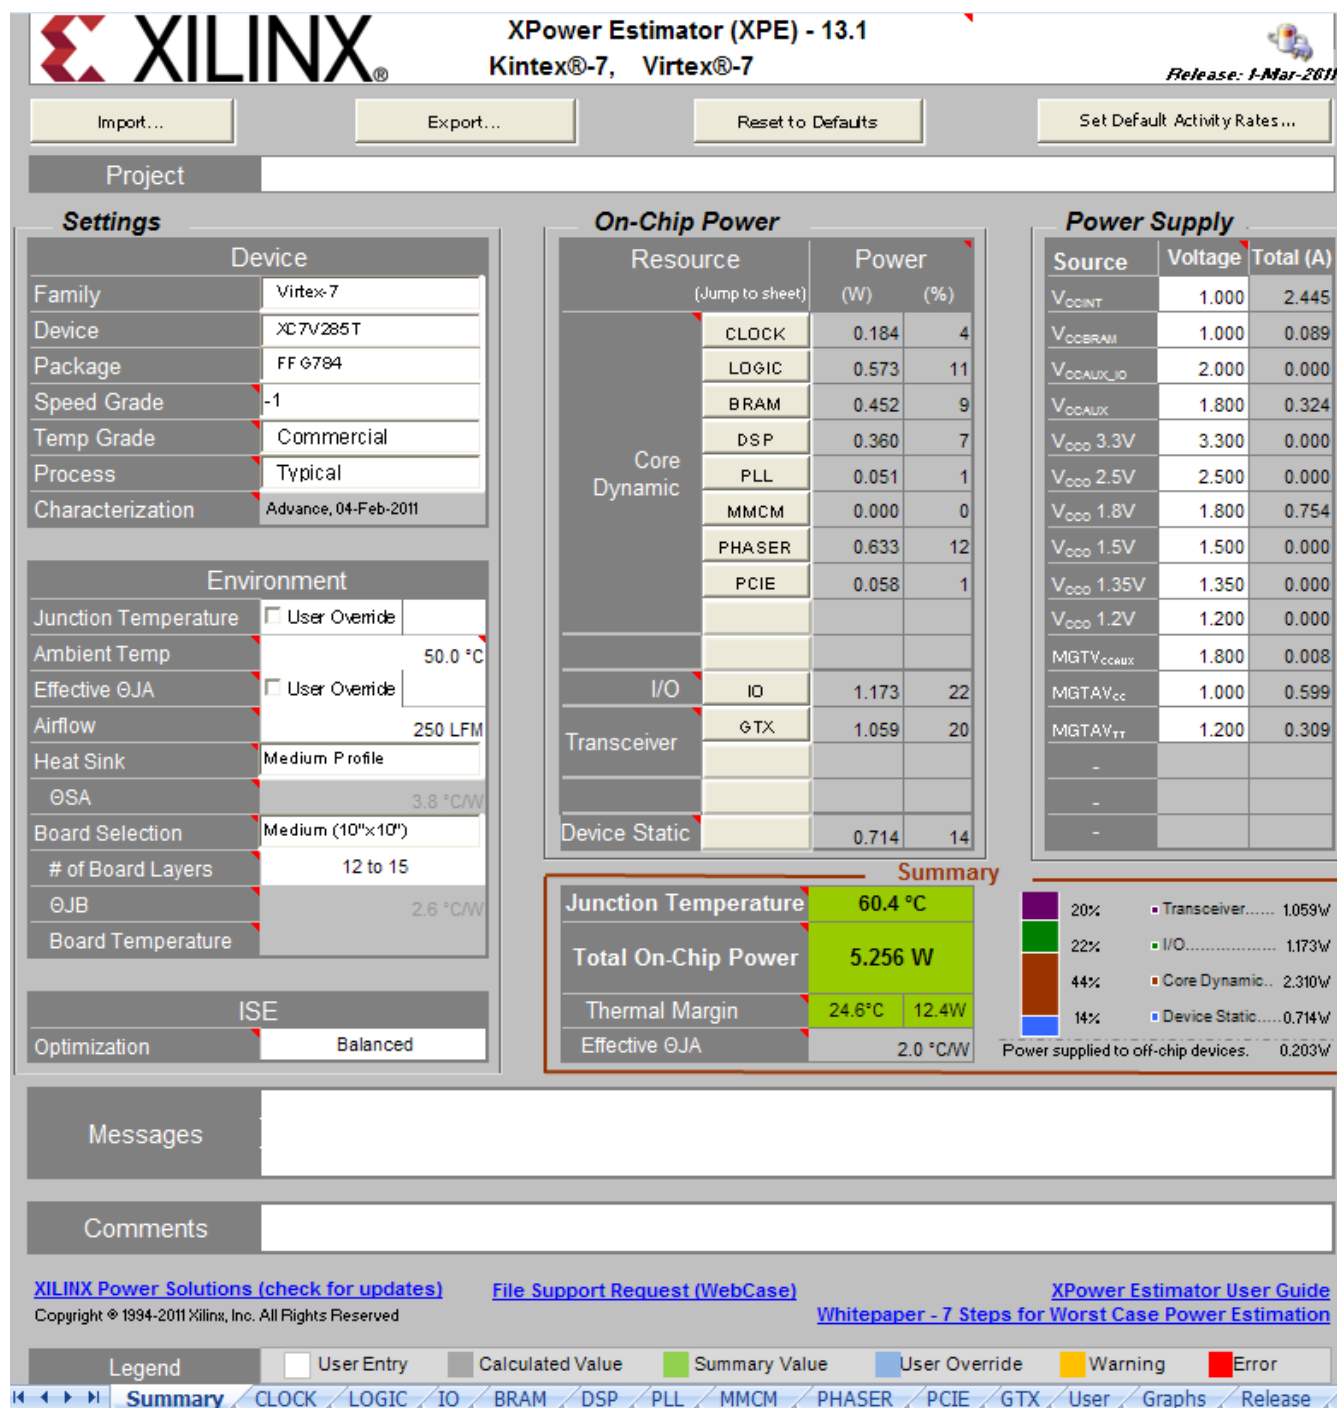 XILINX®
XPower Estimator (XPE) - 13.1
Kintex®-7, Virtex®-7
Release: 1-Mar-2011
Import...
Export...
Reset to Defaults
Set Default Activity Rates...
Project
Settings
Device
Family Virtex-7
Device XC7V285T
Package FFG784
Speed Grade -1
Temp Grade Commercial
Process Typical
Characterization Advance, 04-Feb-2011
Environment
Junction Temperature User Override
Ambient Temp 50.0 °C
Effective ΘJA User Override
Airflow 250 LFM
Heat Sink Medium Profile
ΘSA 3.8 °C/W
Board Selection Medium (10"x10")
# of Board Layers 12 to 15
ΘJB 2.6 °C/W
Board Temperature
ISE
Optimization Balanced
On-Chip Power
Resource Power
(Jump to sheet) (W) (%)
Core Dynamic
CLOCK 0.184 4
LOGIC 0.573 11
BRAM 0.452 9
DSP 0.360 7
PLL 0.051 1
MMCM 0.000 0
PHASER 0.633 12
PCIE 0.058 1
I/O IO 1.173 22
Transceiver GTX 1.059 20
Device Static 0.714 14
Power Supply
Source Voltage Total (A)
VCCINT 1.000 2.445
VCCBRAM 1.000 0.089
VCCAUX_IO 2.000 0.000
VCCAUX 1.800 0.324
VCCO 3.3V 3.300 0.000
VCCO 2.5V 2.500 0.000
VCCO 1.8V 1.800 0.754
VCCO 1.5V 1.500 0.000
VCCO 1.35V 1.350 0.000
VCCO 1.2V 1.200 0.000
MGTVCCAUX 1.800 0.008
MGTAVCC 1.000 0.599
MGTAVTT 1.200 0.309
-
-
-
Summary
Junction Temperature 60.4 °C
Total On-Chip Power 5.256 W
Thermal Margin 24.6°C 12.4W
Effective ΘJA 2.0 °C/W
20% Transceiver...... 1.059W
22% I/O.................. 1.173W
44% Core Dynamic.. 2.310W
14% Device Static.....0.714W
Power supplied to off-chip devices. 0.203W
Messages
Comments
XILINX Power Solutions (check for updates)
File Support Request (WebCase)
XPower Estimator User Guide
Copyright © 1994-2011 Xilinx, Inc. All Rights Reserved
Whitepaper - 7 Steps for Worst Case Power Estimation
Legend User Entry Calculated Value Summary Value User Override Warning Error
Summary CLOCK LOGIC IO BRAM DSP PLL MMCM PHASER PCIE GTX User Graphs Release